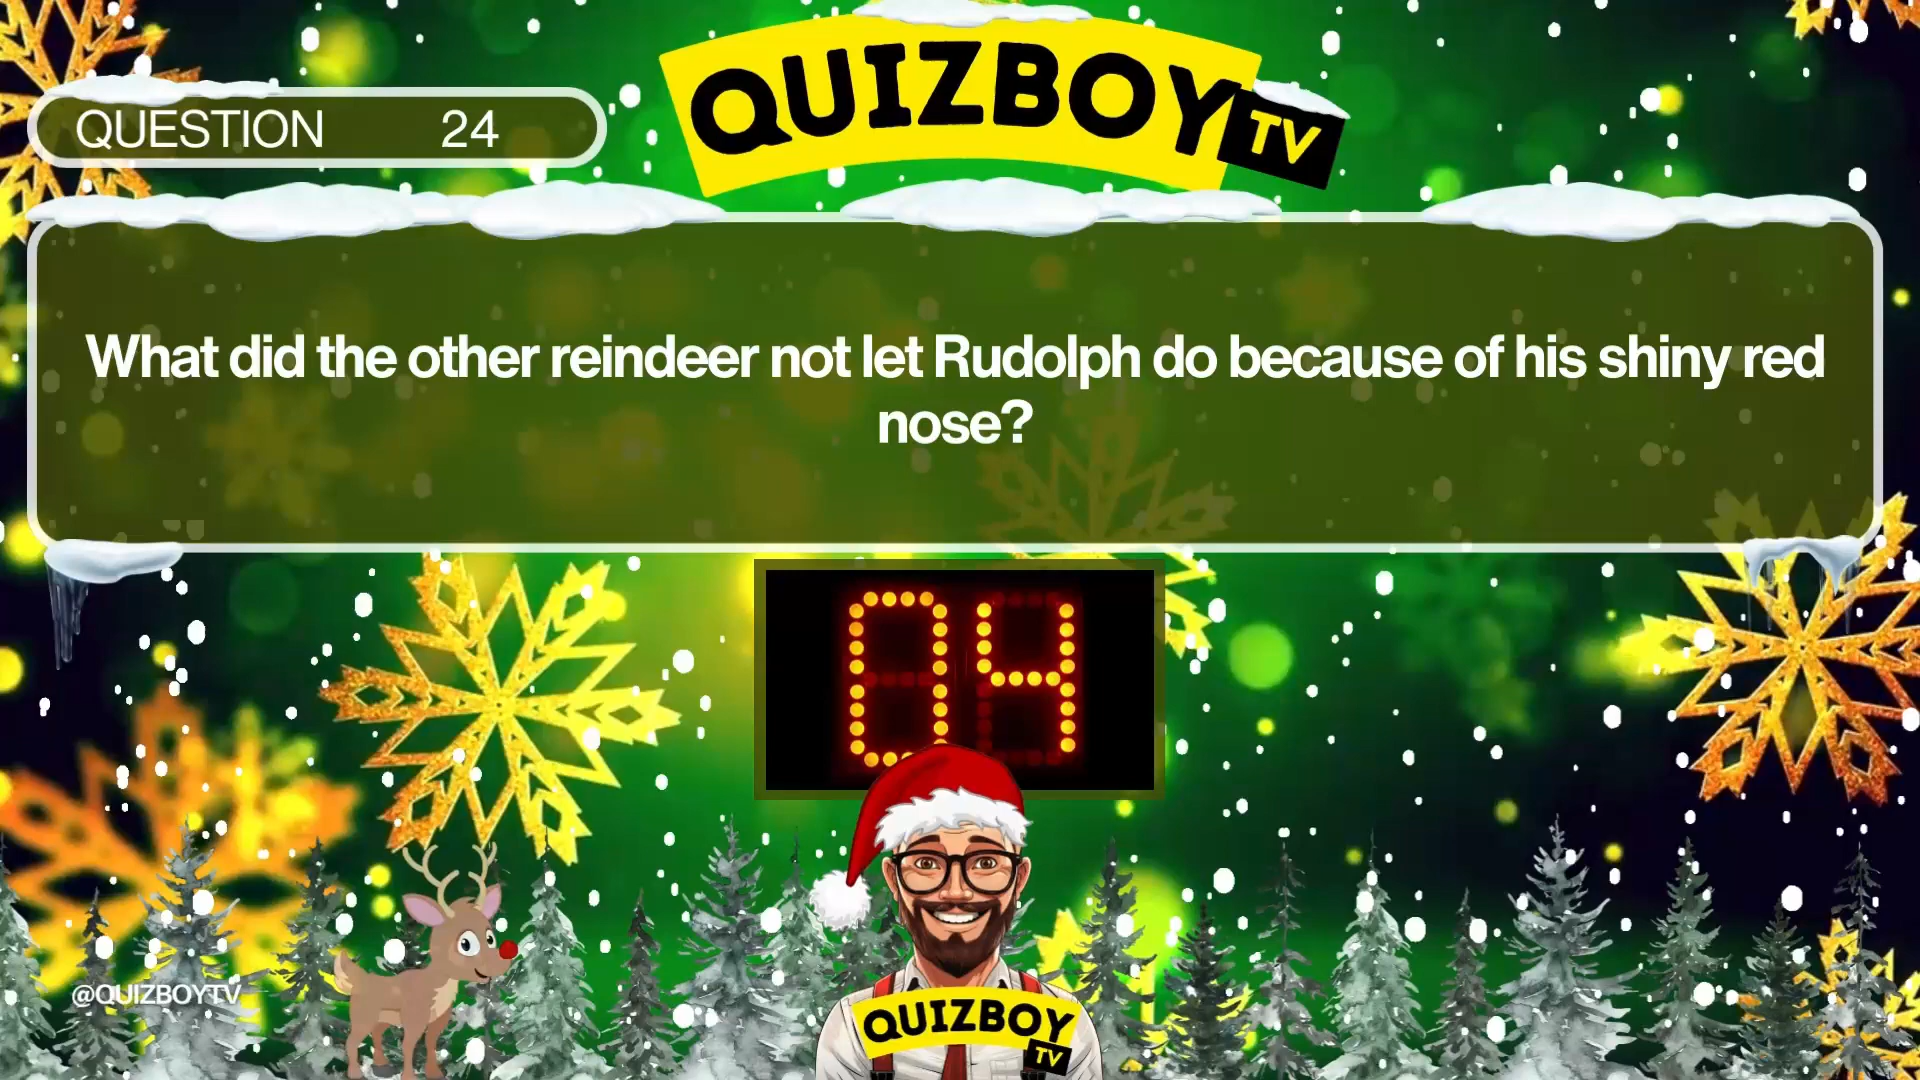 QUIZBOY TV
QUESTION 24
What did the other reindeer not let Rudolph do because of his shiny red
nose?
04
@QUIZBOYTV
QUIZBOY
TV